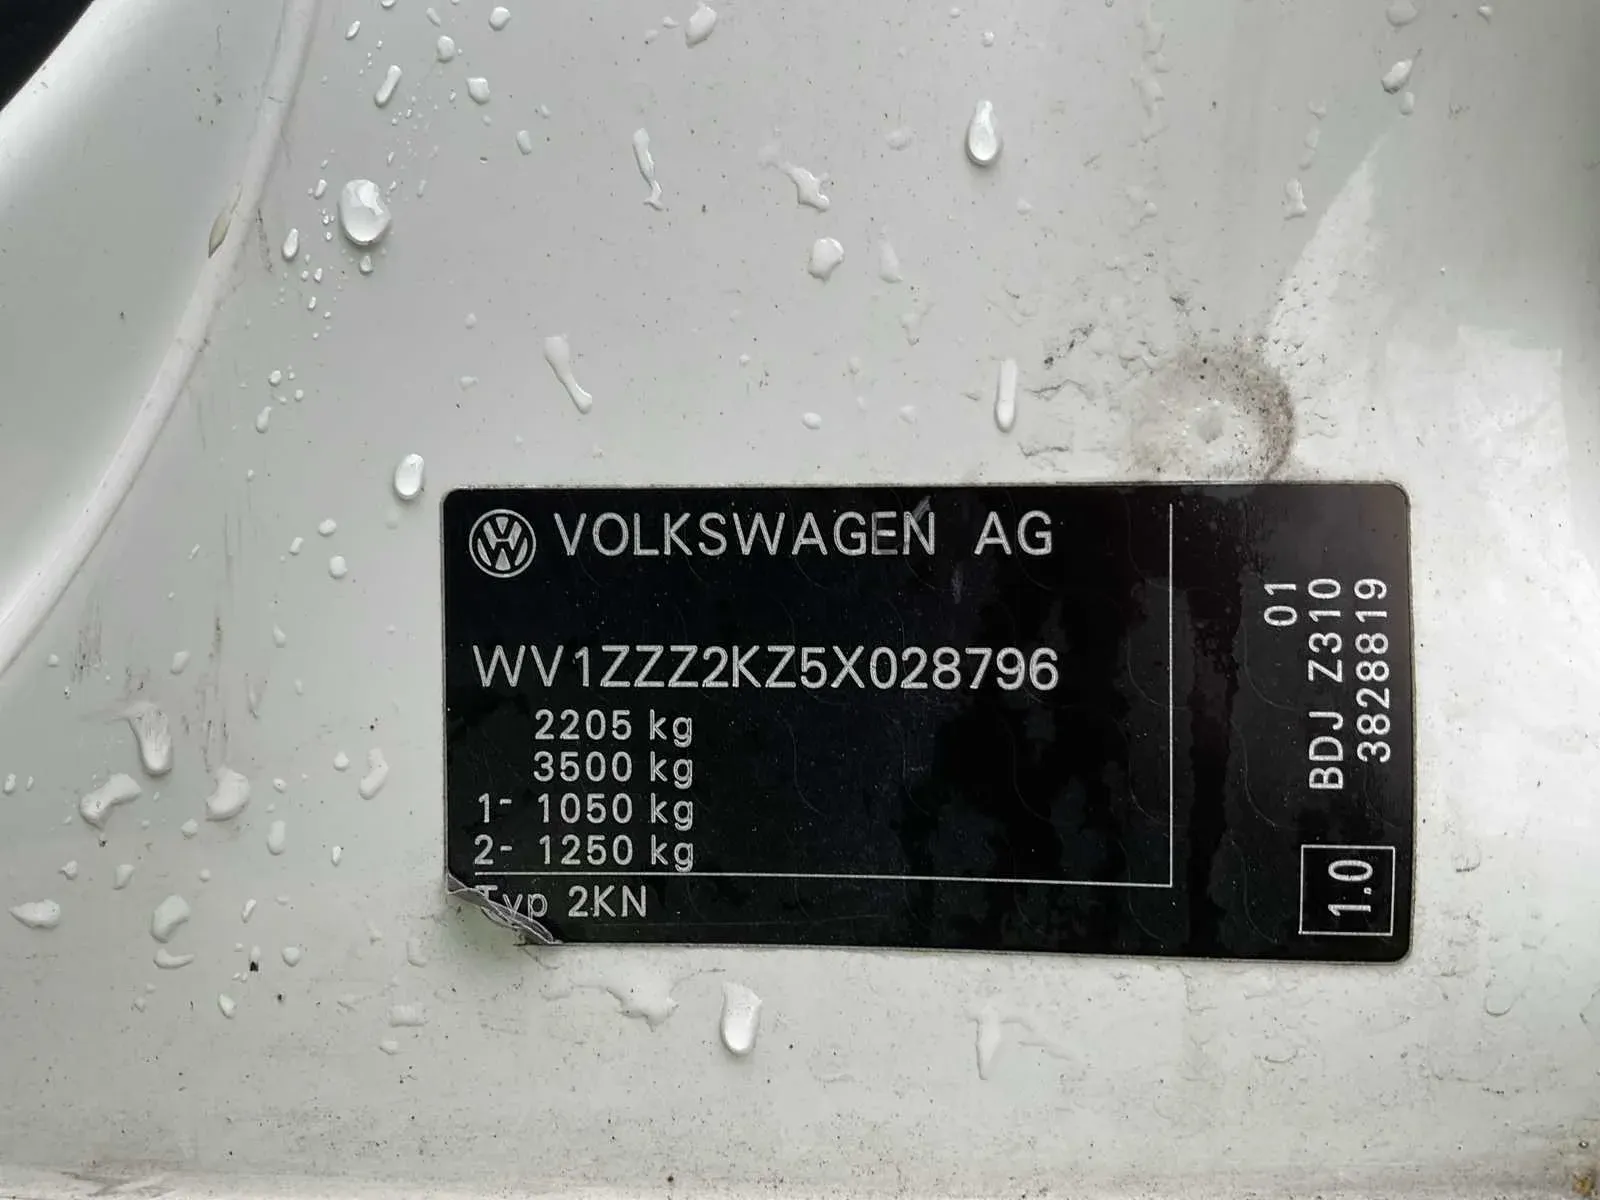 VOLKSWAGEN AG
WV1ZZZ2KZ5X028796
2205 kg
3500 kg
1- 1050 kg
2- 1250 kg
Typ 2KN
01
BDJ Z310
3828819
1.0